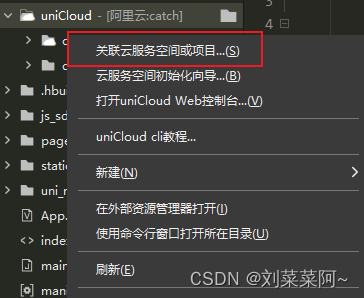 uniCloud - [阿里云:catch]
3
4
关联云服务空间或项目...(S)
c
云服务空间初始化向导...(B)
c
打开uniCloud Web控制台...(V)
.hbu
js_sd
uniCloud cli教程...
page
新建(N)
static
uni_r
在外部资源管理器打开(I)
App.
使用命令行窗口打开所在目录(U)
inde
main
刷新(E)
mani
CSDN @刘菜菜阿~